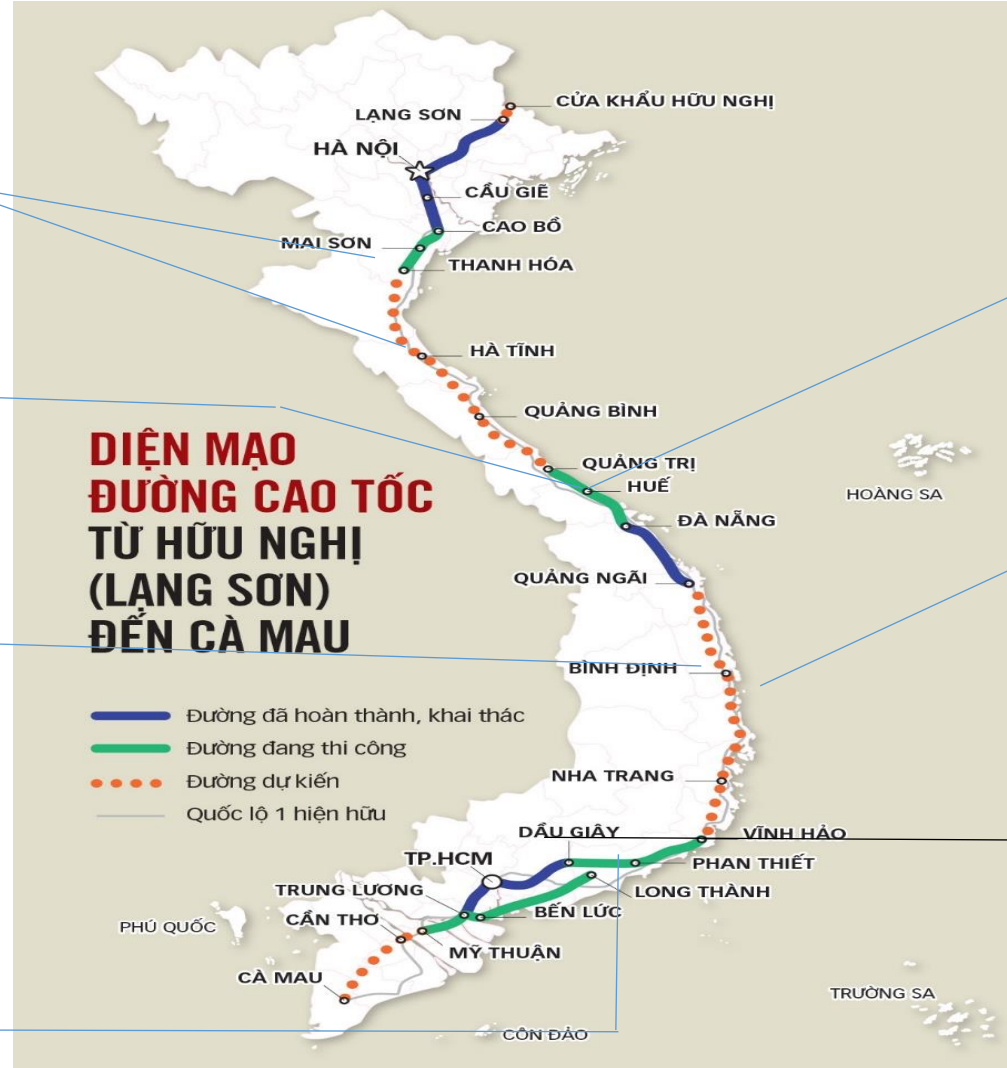 CỬA KHẨU HỮU NGHỊ
LẠNG SƠN
HÀ NỘI
CẦU GIẼ
CAO BỒ
MAI SƠN
THANH HÓA
HÀ TĨNH
QUẢNG BÌNH
QUẢNG TRỊ
HUẾ
ĐÀ NẴNG
HOÀNG SA
QUẢNG NGÃI
BÌNH ĐỊNH
DIỆN MẠO
ĐƯỜNG CAO TỐC
TỪ HỮU NGHỊ
(LẠNG SƠN)
ĐẾN CÀ MAU
Đường đã hoàn thành, khai thác
Đường đang thi công
Đường dự kiến
Quốc lộ 1 hiện hữu
NHA TRANG
DẦU GIÂY
VĨNH HẢO
TP.HCM
PHAN THIẾT
TRUNG LƯƠNG
LONG THÀNH
CẦN THƠ
BẾN LỨC
PHÚ QUỐC
MỸ THUẬN
CÀ MAU
TRƯỜNG SA
CÔN ĐẢO